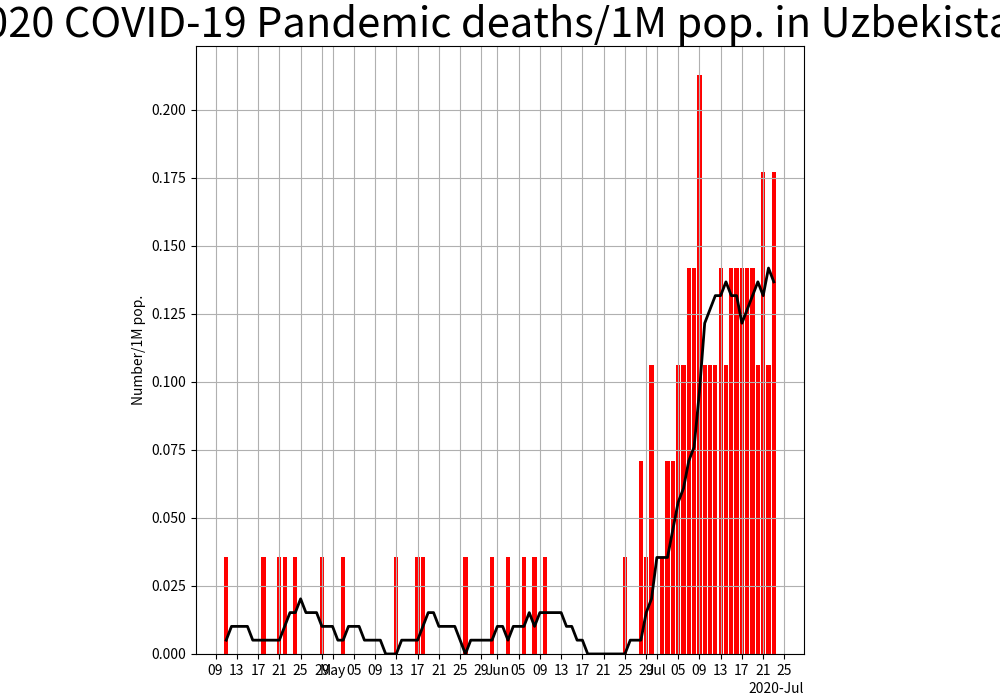 020 COVID-19 Pandemic deaths/1M pop. in Uzbekista
0.200
0.175
0.150
0.125
0.100
0.075
0.050
0.025
0.000
Number/1M pop.
09 13 17 21 25 29 May 05 09 13 17 21 25 29 Jun 05 09 13 17 21 25 29 Jul 05 09 13 17 21 25
2020-Jul